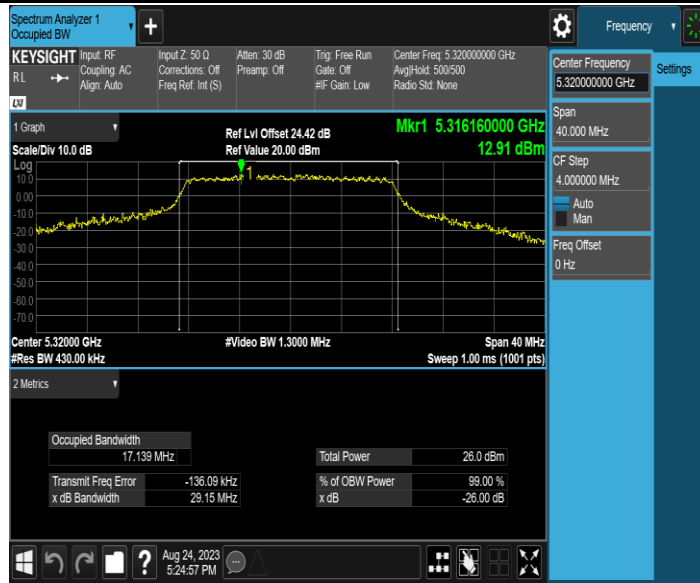 Spectrum Analyzer 1
Occupied BW
+
Frequency
KEYSIGHT
RL
LXI
Input: RF
Coupling: AC
Align: Auto
Input Z: 50 Ω
Corrections: Off
Freq Ref: Int (S)
Atten: 30 dB
Preamp: Off
Trig: Free Run
Gate: Off
#IF Gain: Low
Center Freq: 5.320000000 GHz
Avg|Hold: 500/500
Radio Std: None
Center Frequency
5.320000000 GHz
Settings
Span
40.000 MHz
CF Step
4.000000 MHz
Auto
Man
Freq Offset
0 Hz
1 Graph
Scale/Div 10.0 dB
Ref Lvl Offset 24.42 dB
Ref Value 20.00 dBm
Mkr1 5.316160000 GHz
12.91 dBm
Log
10.0
0.00
-10.0
-20.0
-30.0
-40.0
-50.0
-60.0
-70.0
1
Center 5.32000 GHz
#Res BW 430.00 kHz
#Video BW 1.3000 MHz
Span 40 MHz
Sweep 1.00 ms (1001 pts)
2 Metrics
Occupied Bandwidth
17.139 MHz
Transmit Freq Error -136.09 kHz
x dB Bandwidth 29.15 MHz
Total Power 26.0 dBm
% of OBW Power 99.00 %
x dB -26.00 dB
?
Aug 24, 2023
5:24:57 PM